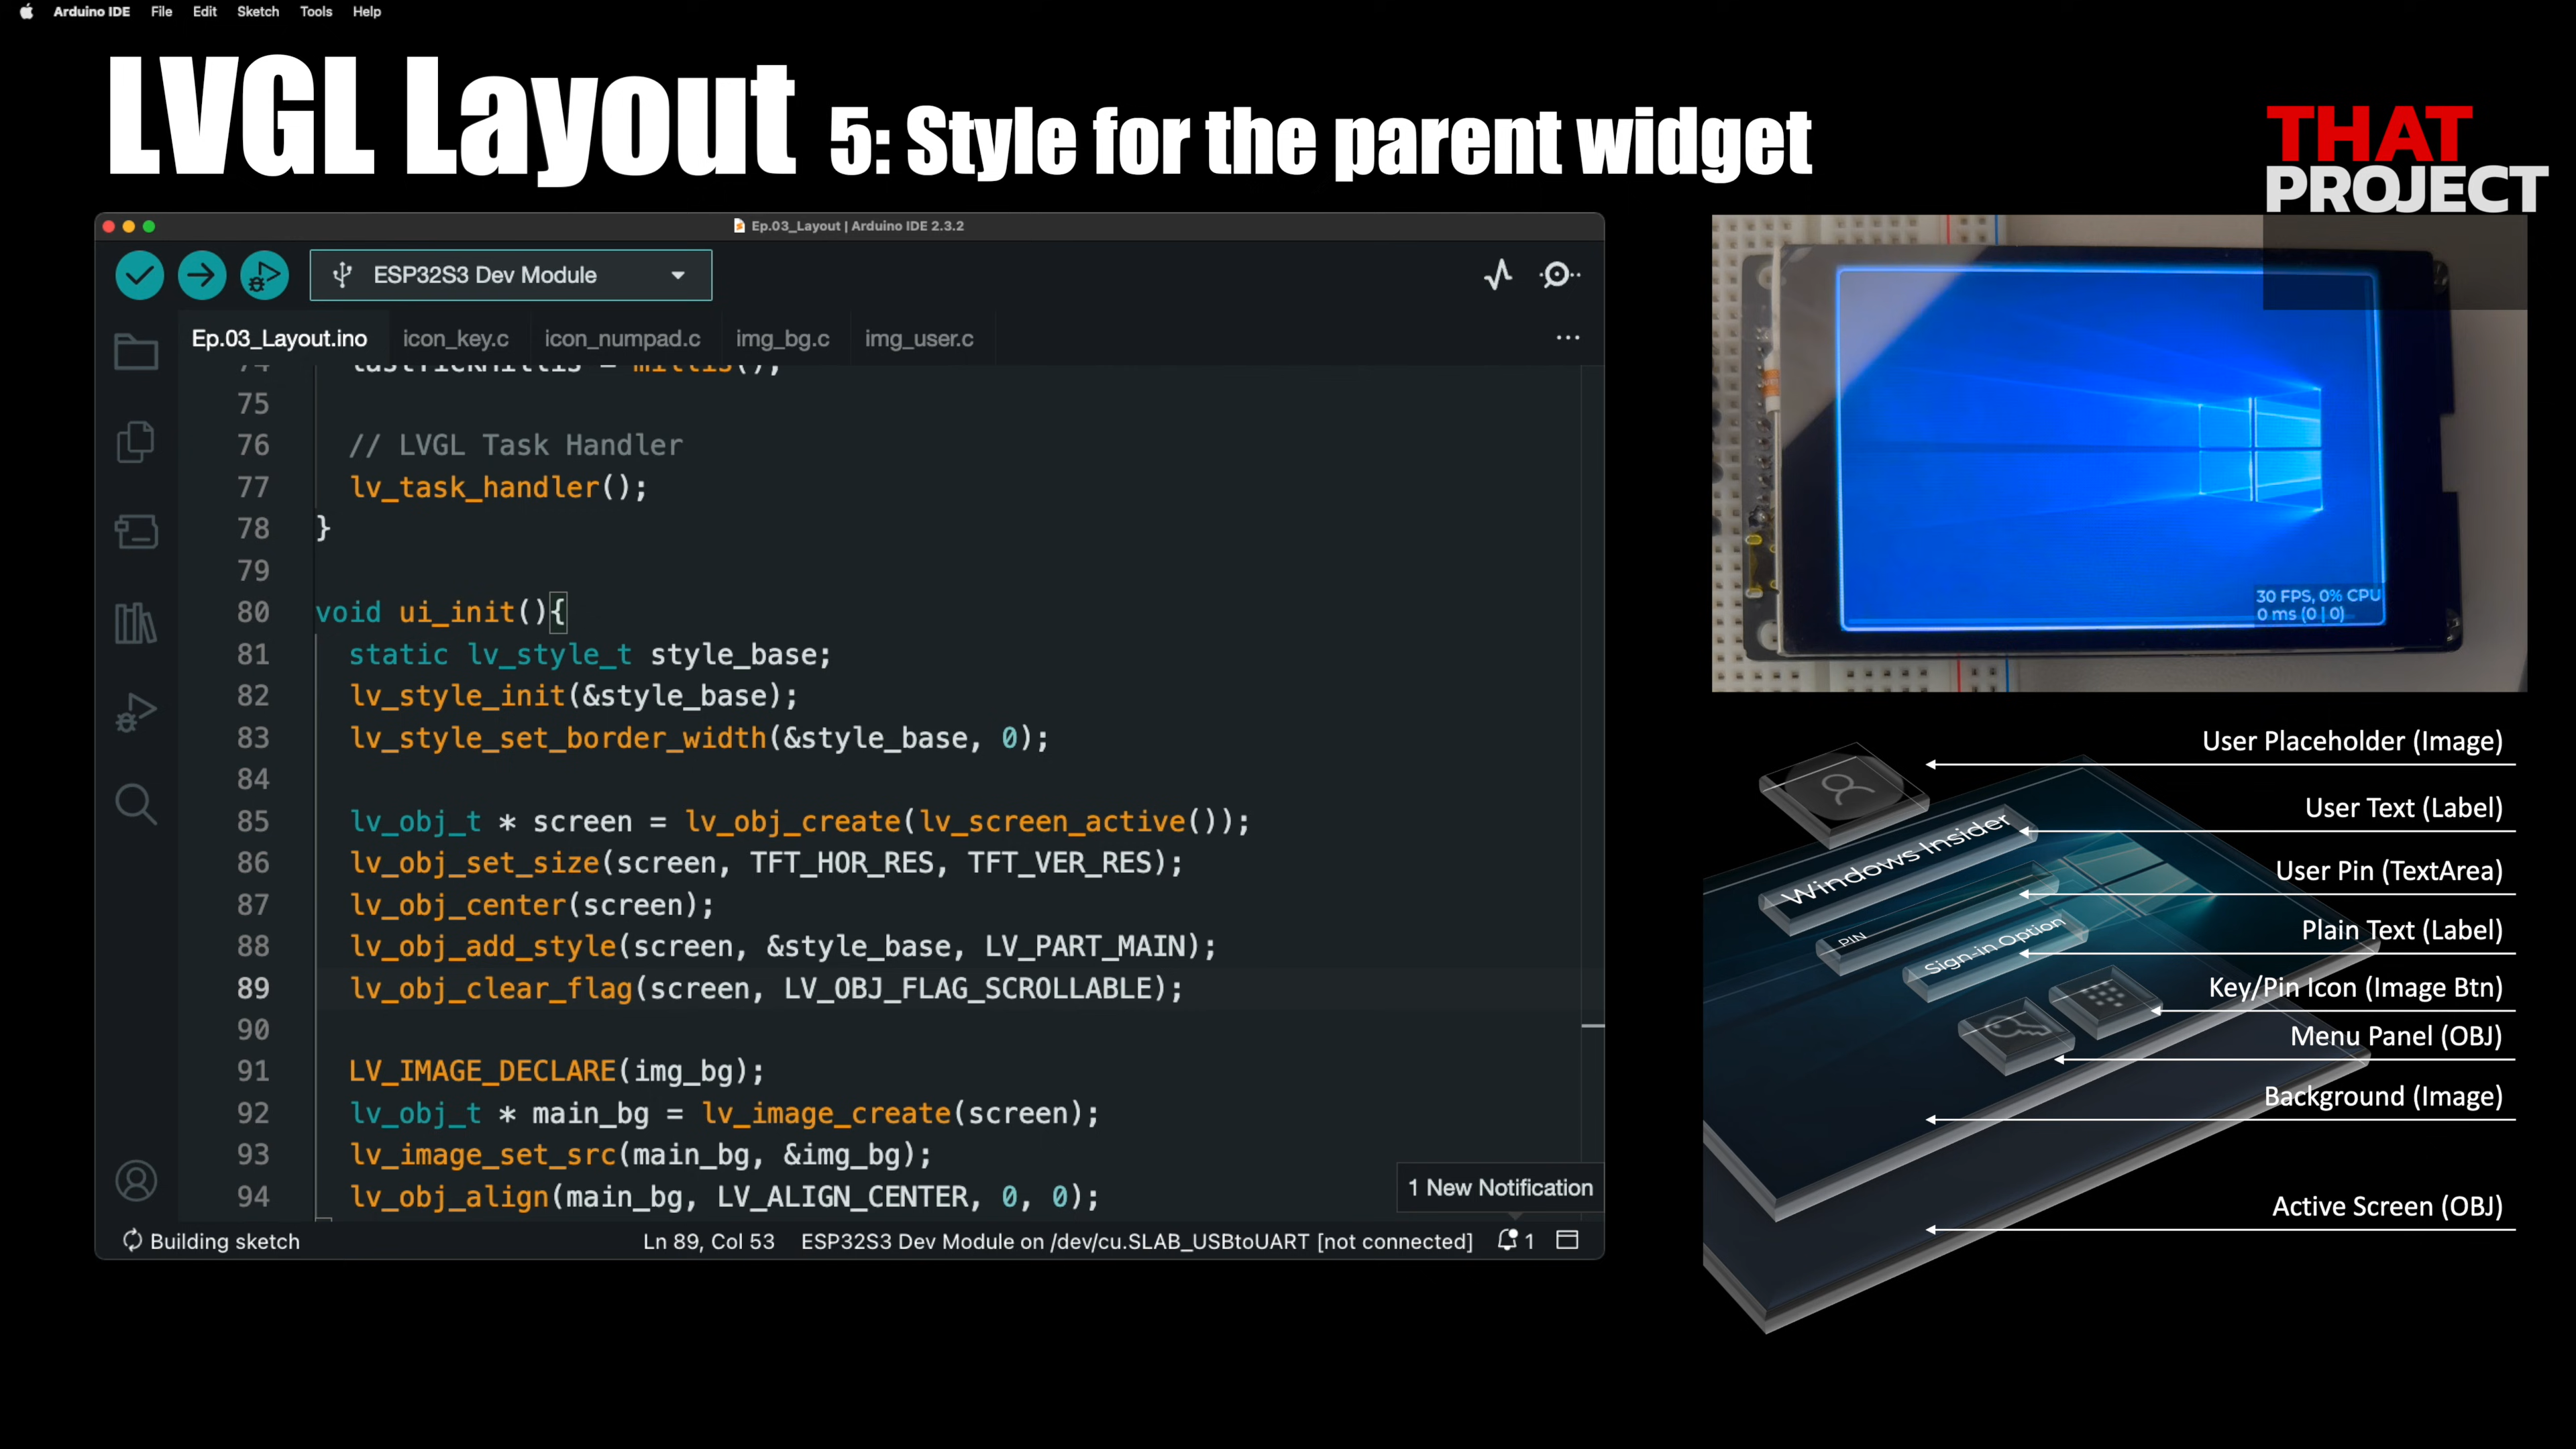 Arduino IDE File Edit Sketch Tools Help
LVGL Layout 5: Style for the parent widget
THAT
PROJECT
Ep.03_Layout | Arduino IDE 2.3.2
ESP32S3 Dev Module
Ep.03_Layout.ino icon_key.c icon_numpad.c img_bg.c img_user.c ...
74 lastTickMillis = millis();
75
76 // LVGL Task Handler
77 lv_task_handler();
78 }
79
80 void ui_init(){
81 static lv_style_t style_base;
82 lv_style_init(&style_base);
83 lv_style_set_border_width(&style_base, 0);
84
85 lv_obj_t * screen = lv_obj_create(lv_screen_active());
86 lv_obj_set_size(screen, TFT_HOR_RES, TFT_VER_RES);
87 lv_obj_center(screen);
88 lv_obj_add_style(screen, &style_base, LV_PART_MAIN);
89 lv_obj_clear_flag(screen, LV_OBJ_FLAG_SCROLLABLE);
90
91 LV_IMAGE_DECLARE(img_bg);
92 lv_obj_t * main_bg = lv_image_create(screen);
93 lv_image_set_src(main_bg, &img_bg);
94 lv_obj_align(main_bg, LV_ALIGN_CENTER, 0, 0);
1 New Notification
Building sketch Ln 89, Col 53 ESP32S3 Dev Module on /dev/cu.SLAB_USBtoUART [not connected] 1
30 FPS, 0% CPU
0 ms (0 | 0)
User Placeholder (Image)
User Text (Label)
User Pin (TextArea)
Plain Text (Label)
Key/Pin Icon (Image Btn)
Menu Panel (OBJ)
Background (Image)
Active Screen (OBJ)
Windows Insider
PIN
Sign-in Option